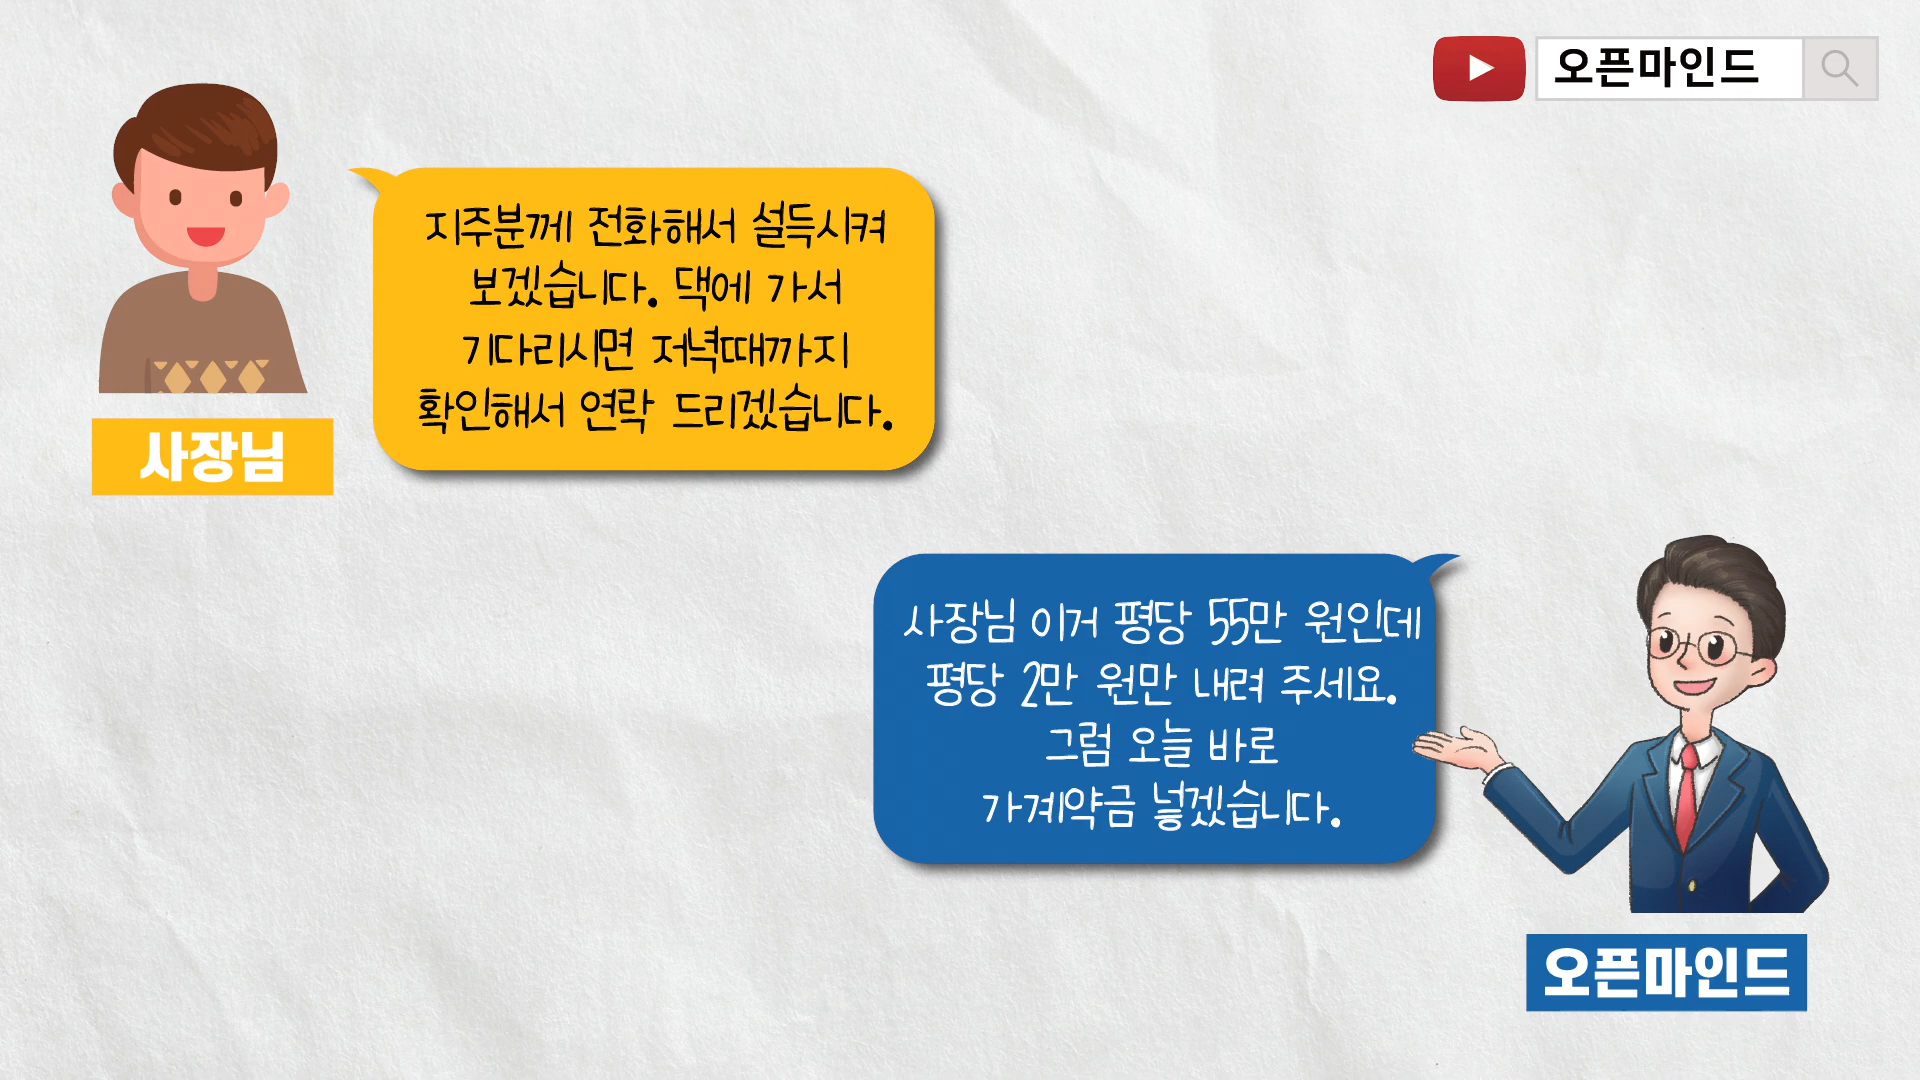 오픈마인드
지주분께 전화해서 설득시켜
보겠습니다. 댁에 가서
기다리시면 저녁때까지
확인해서 연락 드리겠습니다.
사장님
사장님 이거 평당 55만 원인데
평당 2만 원만 내려 주세요.
그럼 오늘 바로
가계약금 넣겠습니다.
오픈마인드